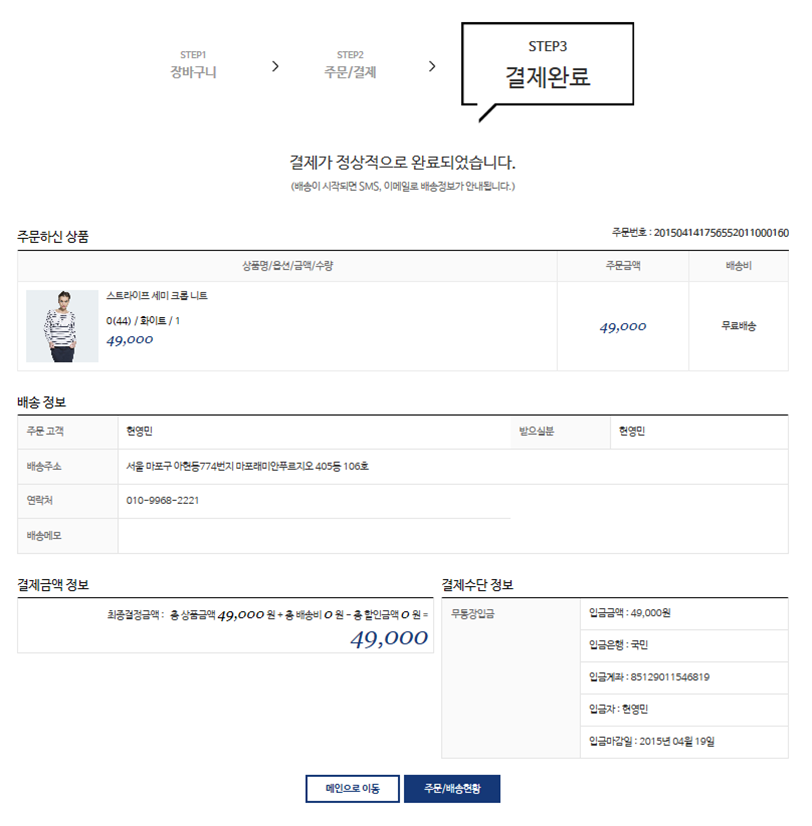 STEP1
장바구니
STEP2
주문/결제
STEP3
결제완료
결제가 정상적으로 완료되었습니다.
(배송이 시작되면 SMS, 이메일로 배송정보가 안내됩니다.)
주문하신 상품
주문번호 : 201504141756552011000160
상품명/옵션/금액/수량 주문금액 배송비
스트라이프 세미 크롭 니트
0(44) / 화이트 / 1
49,000
49,000
무료배송
배송 정보
주문 고객 현영민 받으실분 현영민
배송주소 서울 마포구 아현동774번지 마포래미안푸르지오 405동 106호
연락처 010-9968-2221
배송메모
결제금액 정보
최종결정금액 : 총 상품금액 49,000 원 + 총 배송비 0 원 - 총 할인금액 0 원 =
49,000
결제수단 정보
무통장입금
입금금액 : 49,000원
입금은행 : 국민
입금계좌 : 85129011546819
입금자 : 현영민
입금마감일 : 2015년 04월 19일
메인으로 이동 주문/배송현황